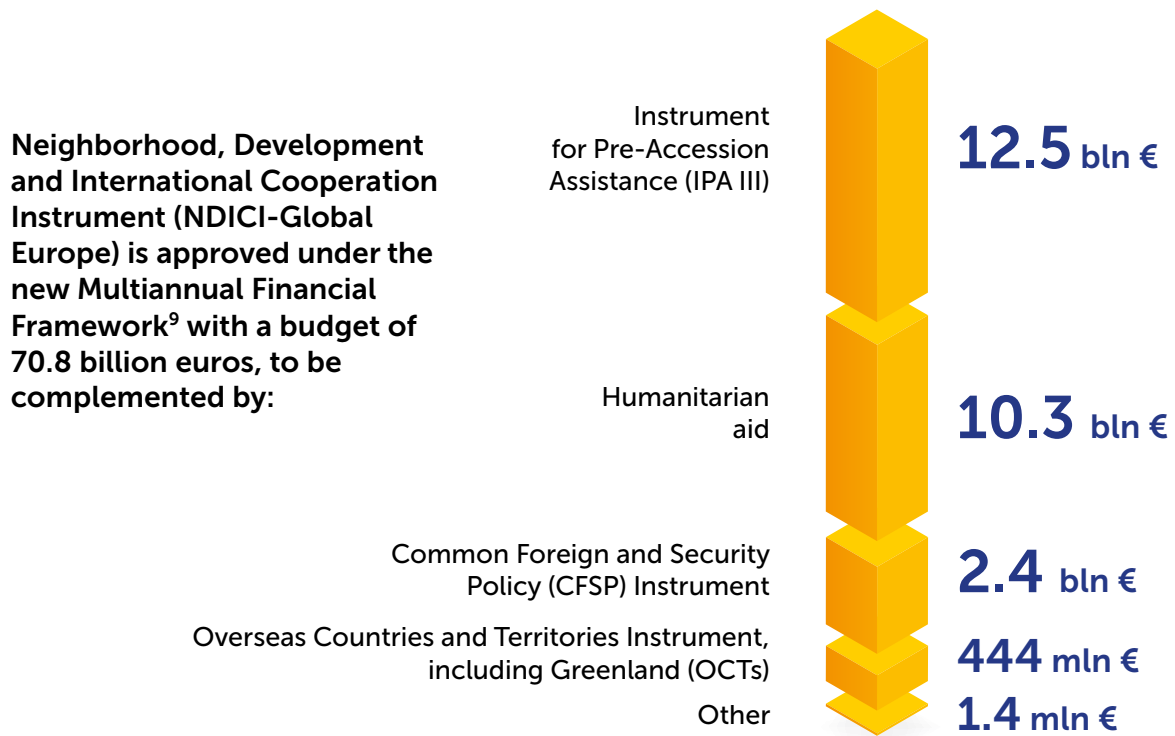 Neighborhood, Development
and International Cooperation
Instrument (NDICI-Global
Europe) is approved under the
new Multiannual Financial
Framework⁹ with a budget of
70.8 billion euros, to be
complemented by:
Instrument
for Pre-Accession
Assistance (IPA III)
12.5 bln €
Humanitarian
aid
10.3 bln €
Common Foreign and Security
Policy (CFSP) Instrument
2.4 bln €
Overseas Countries and Territories Instrument,
including Greenland (OCTs)
444 mln €
Other
1.4 mln €